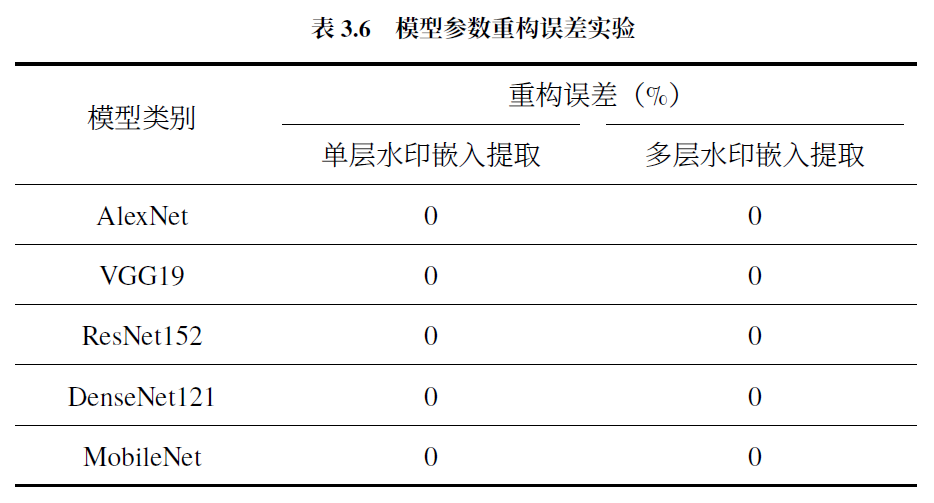 表 3.6 模型参数重构误差实验
模型类别 重构误差（%）
单层水印嵌入提取 多层水印嵌入提取
AlexNet 0 0
VGG19 0 0
ResNet152 0 0
DenseNet121 0 0
MobileNet 0 0